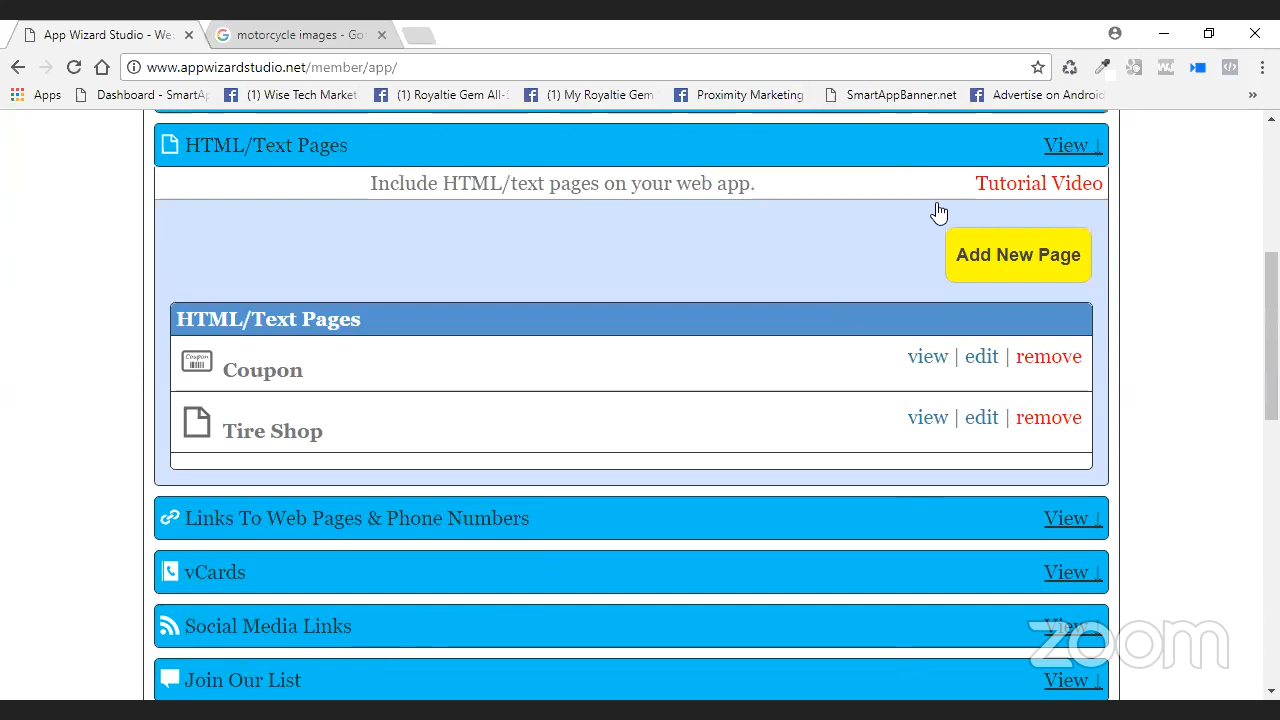 App Wizard Studio - We
motorcycle images - Go
www.appwizardstudio.net/member/app/
Apps
Dashboard - SmartAp
(1) Wise Tech Market
(1) Royaltie Gem All-S
(1) My Royaltie Gem
Proximity Marketing
SmartAppBanner.net
Advertise on Android
»
HTML/Text Pages
View ↓
Include HTML/text pages on your web app.
Tutorial Video
Add New Page
HTML/Text Pages
Coupon
view | edit | remove
Tire Shop
view | edit | remove
Links To Web Pages & Phone Numbers
View ↓
vCards
View ↓
Social Media Links
View
zoom
Join Our List
View ↓